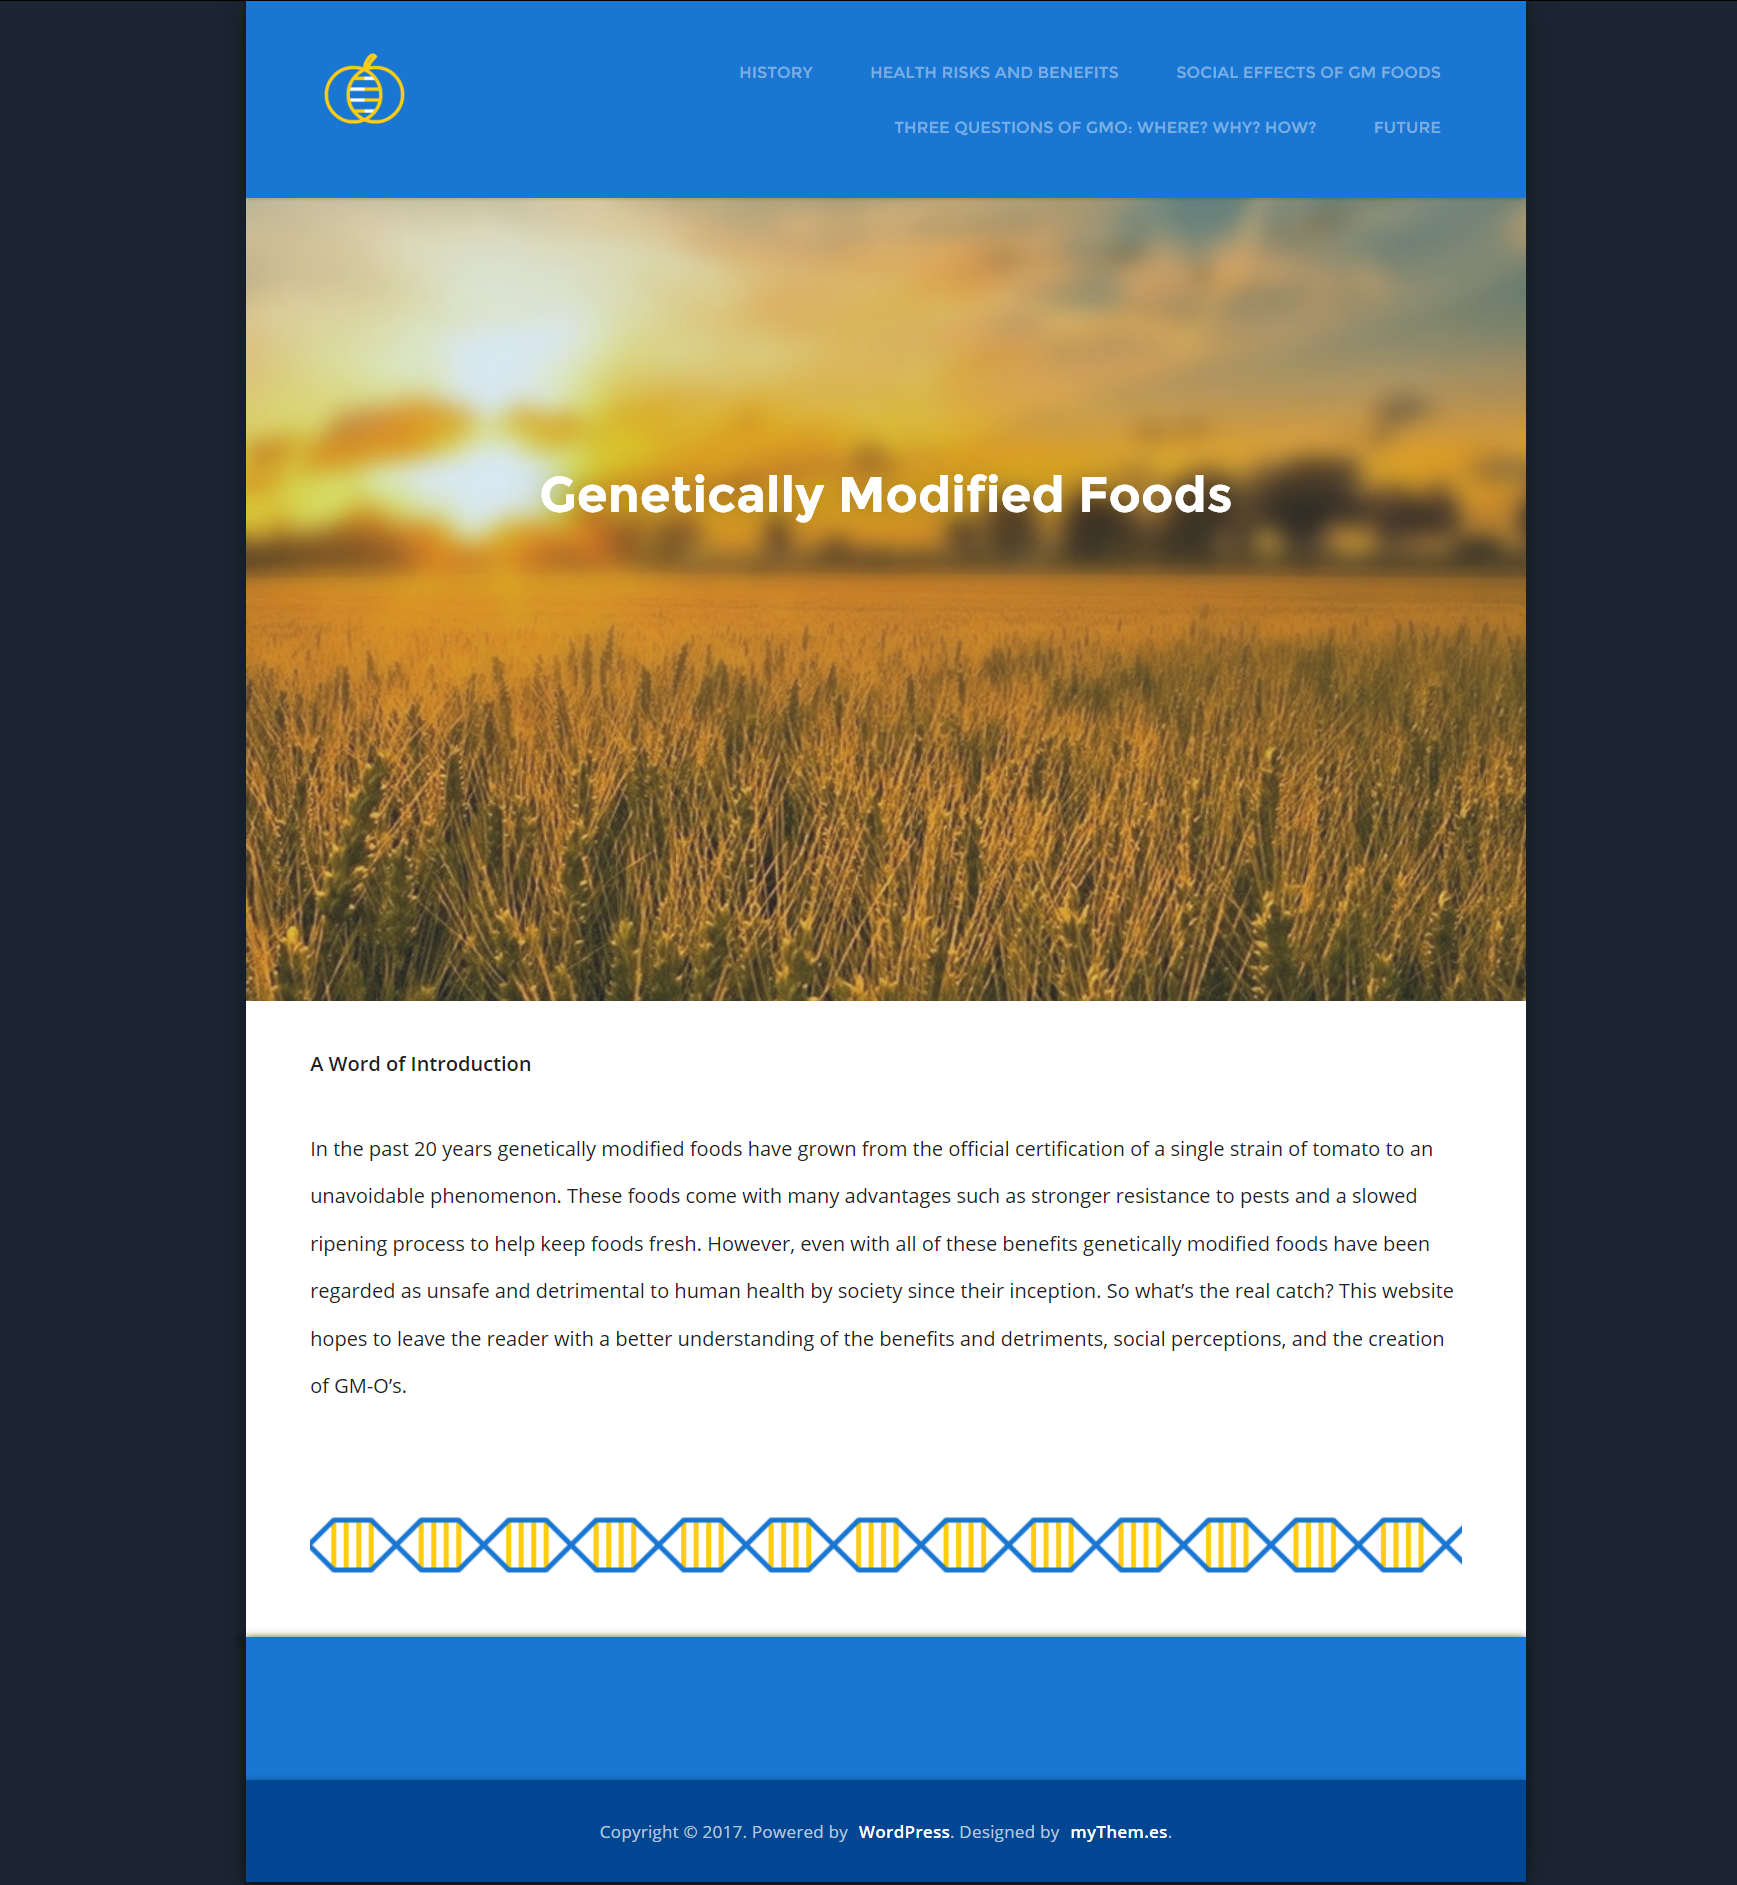 HISTORY HEALTH RISKS AND BENEFITS SOCIAL EFFECTS OF GM FOODS
THREE QUESTIONS OF GMO: WHERE? WHY? HOW? FUTURE
Genetically Modified Foods
A Word of Introduction
In the past 20 years genetically modified foods have grown from the official certification of a single strain of tomato to an
unavoidable phenomenon. These foods come with many advantages such as stronger resistance to pests and a slowed
ripening process to help keep foods fresh. However, even with all of these benefits genetically modified foods have been
regarded as unsafe and detrimental to human health by society since their inception. So what’s the real catch? This website
hopes to leave the reader with a better understanding of the benefits and detriments, social perceptions, and the creation
of GM-O’s.
Copyright © 2017. Powered by WordPress. Designed by myThem.es.